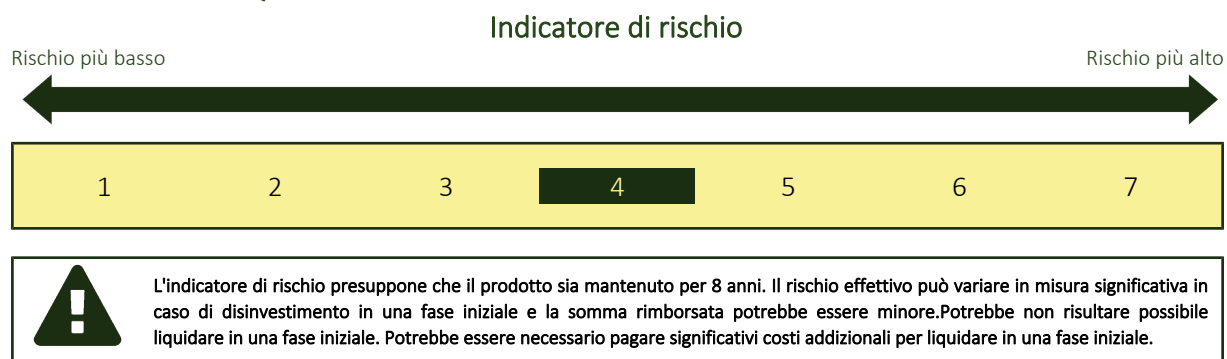 Indicatore di rischio
Rischio più basso
Rischio più alto
1 2 3 4 5 6 7
L'indicatore di rischio presuppone che il prodotto sia mantenuto per 8 anni. Il rischio effettivo può variare in misura significativa in
caso di disinvestimento in una fase iniziale e la somma rimborsata potrebbe essere minore.Potrebbe non risultare possibile
liquidare in una fase iniziale. Potrebbe essere necessario pagare significativi costi addizionali per liquidare in una fase iniziale.